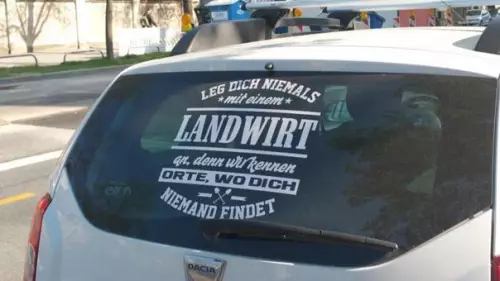 LEG DICH NIEMALS
mit einem
LANDWIRT
an, denn wir kennen
ORTE, WO DICH
NIEMAND FINDET
DACIA